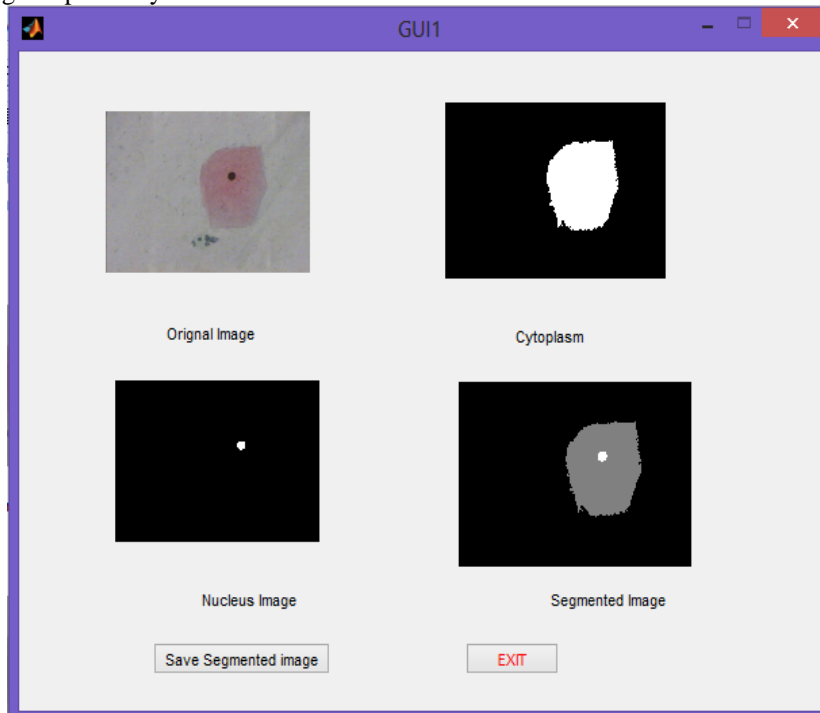 GUI1
Orignal Image
Cytoplasm
Nucleus Image
Segmented Image
Save Segmented image
EXIT